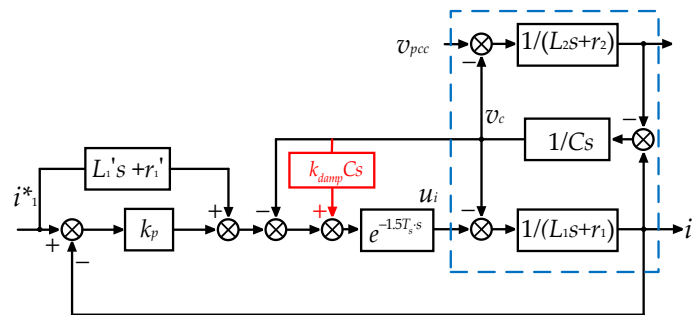 v_pcc
1/(L₂s+r₂)
v_c
1/Cs
L₁'s +r₁'
k_damp Cs
i*₁
k_p
u_i
e^(−1.5T_s·s)
1/(L₁s+r₁)
i
+
−
+
−
+
−
−
−
−